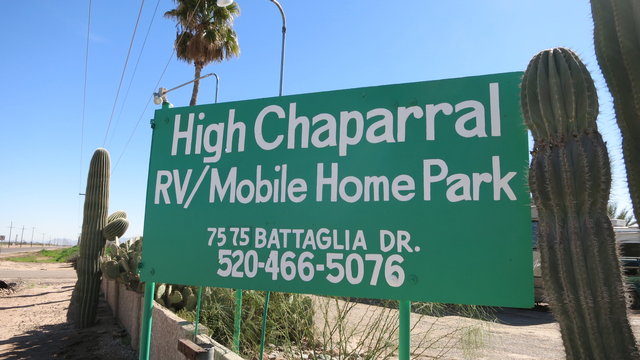 High Chaparral
RV/Mobile Home Park
7575 BATTAGLIA DR.
520-466-5076